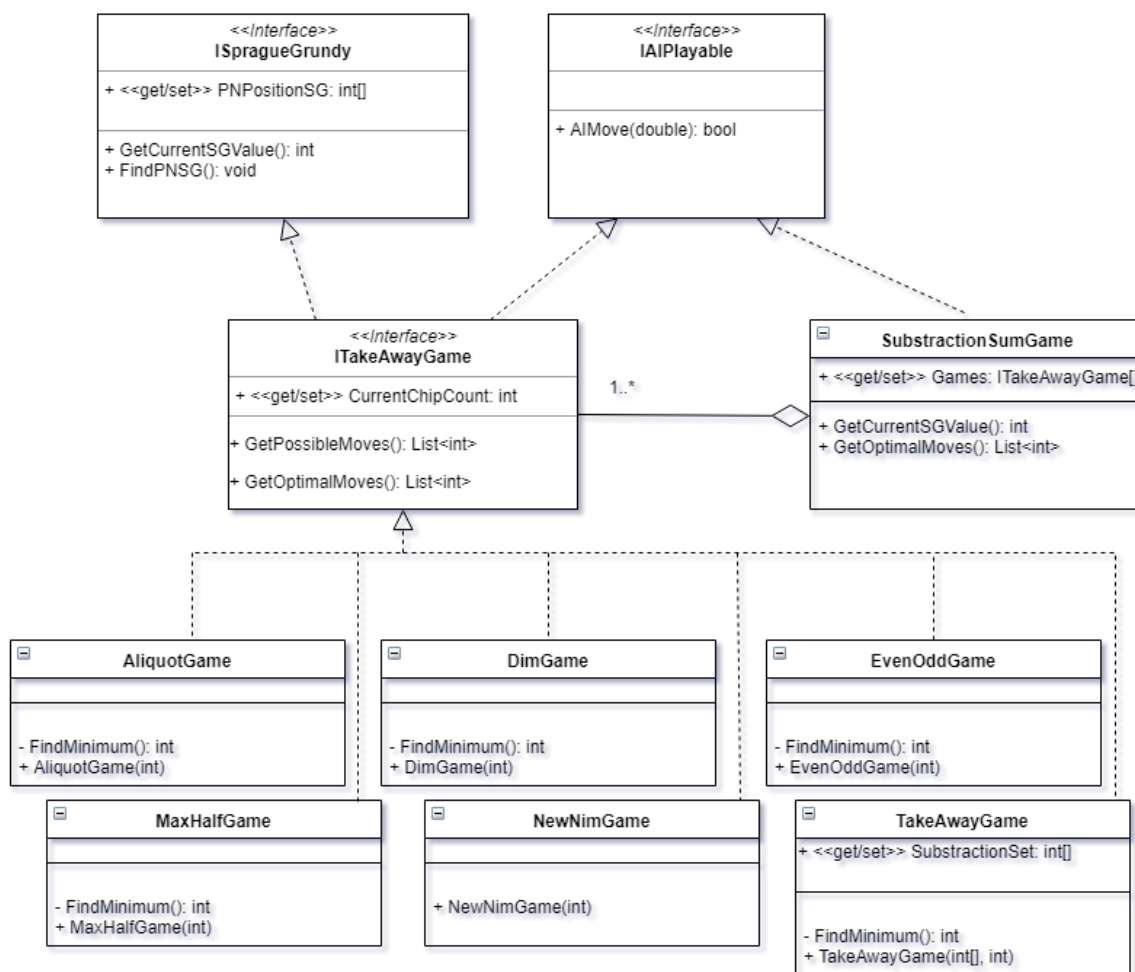 <<Interface>>
ISpragueGrundy
+ <<get/set>> PNPositionSG: int[]
+ GetCurrentSGValue(): int
+ FindPNSG(): void
<<Interface>>
IAIPlayable
+ AIMove(double): bool
<<Interface>>
ITakeAwayGame
+ <<get/set>> CurrentChipCount: int
+ GetPossibleMoves(): List<int>
+ GetOptimalMoves(): List<int>
1..*
SubstractionSumGame
+ <<get/set>> Games: ITakeAwayGame[]
+ GetCurrentSGValue(): int
+ GetOptimalMoves(): List<int>
AliquotGame
- FindMinimum(): int
+ AliquotGame(int)
DimGame
- FindMinimum(): int
+ DimGame(int)
EvenOddGame
- FindMinimum(): int
+ EvenOddGame(int)
MaxHalfGame
- FindMinimum(): int
+ MaxHalfGame(int)
NewNimGame
+ NewNimGame(int)
TakeAwayGame
+ <<get/set>> SubstractionSet: int[]
- FindMinimum(): int
+ TakeAwayGame(int[], int)